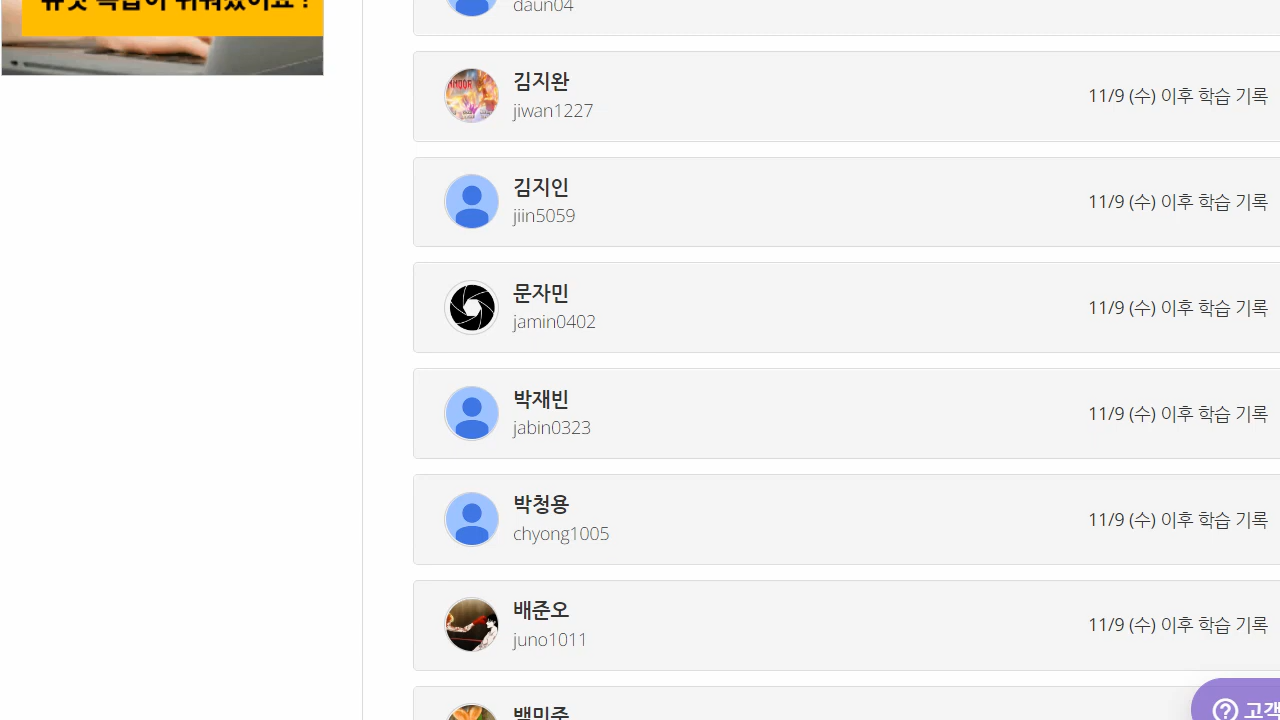 daun04
김지완
jiwan1227
11/9 (수) 이후 학습 기록
김지인
jiin5059
11/9 (수) 이후 학습 기록
문자민
jamin0402
11/9 (수) 이후 학습 기록
박재빈
jabin0323
11/9 (수) 이후 학습 기록
박청용
chyong1005
11/9 (수) 이후 학습 기록
배준오
juno1011
11/9 (수) 이후 학습 기록
백민준
고객